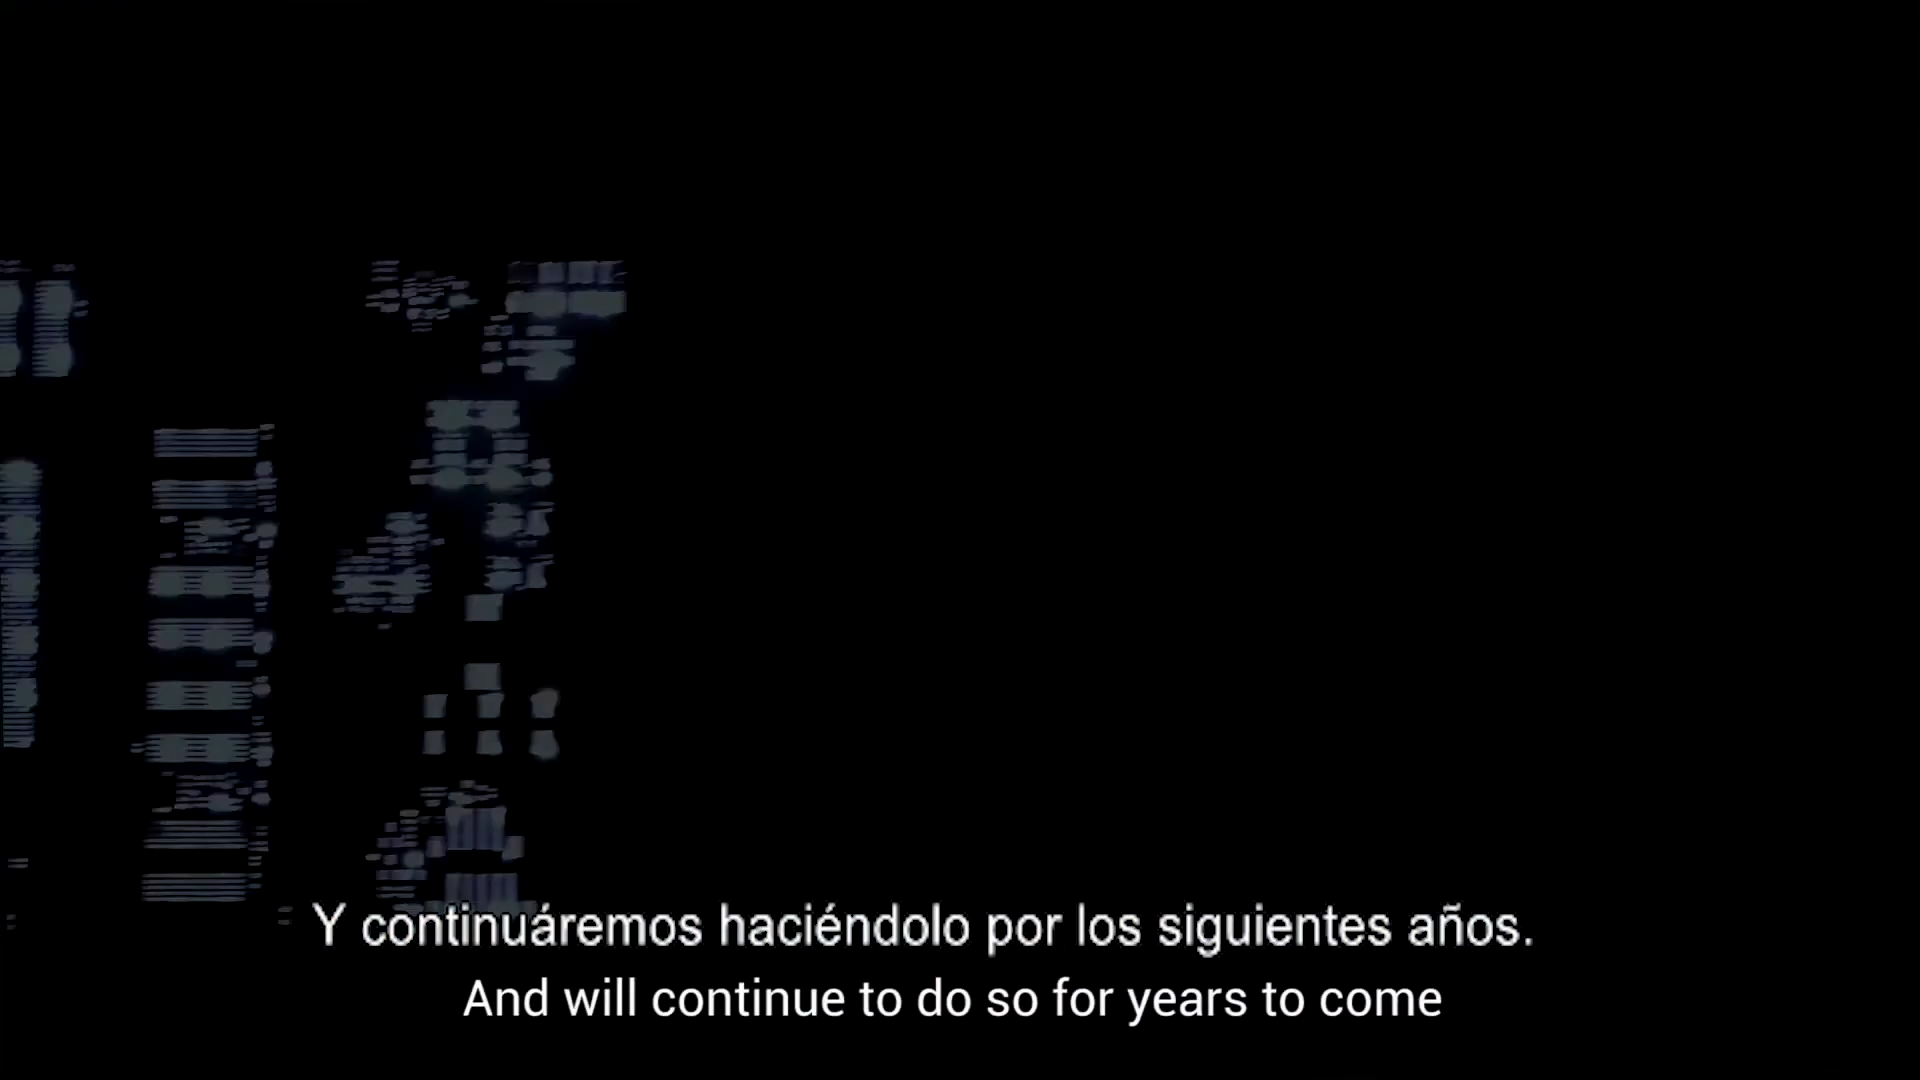 Y continuáremos haciéndolo por los siguientes años.
And will continue to do so for years to come